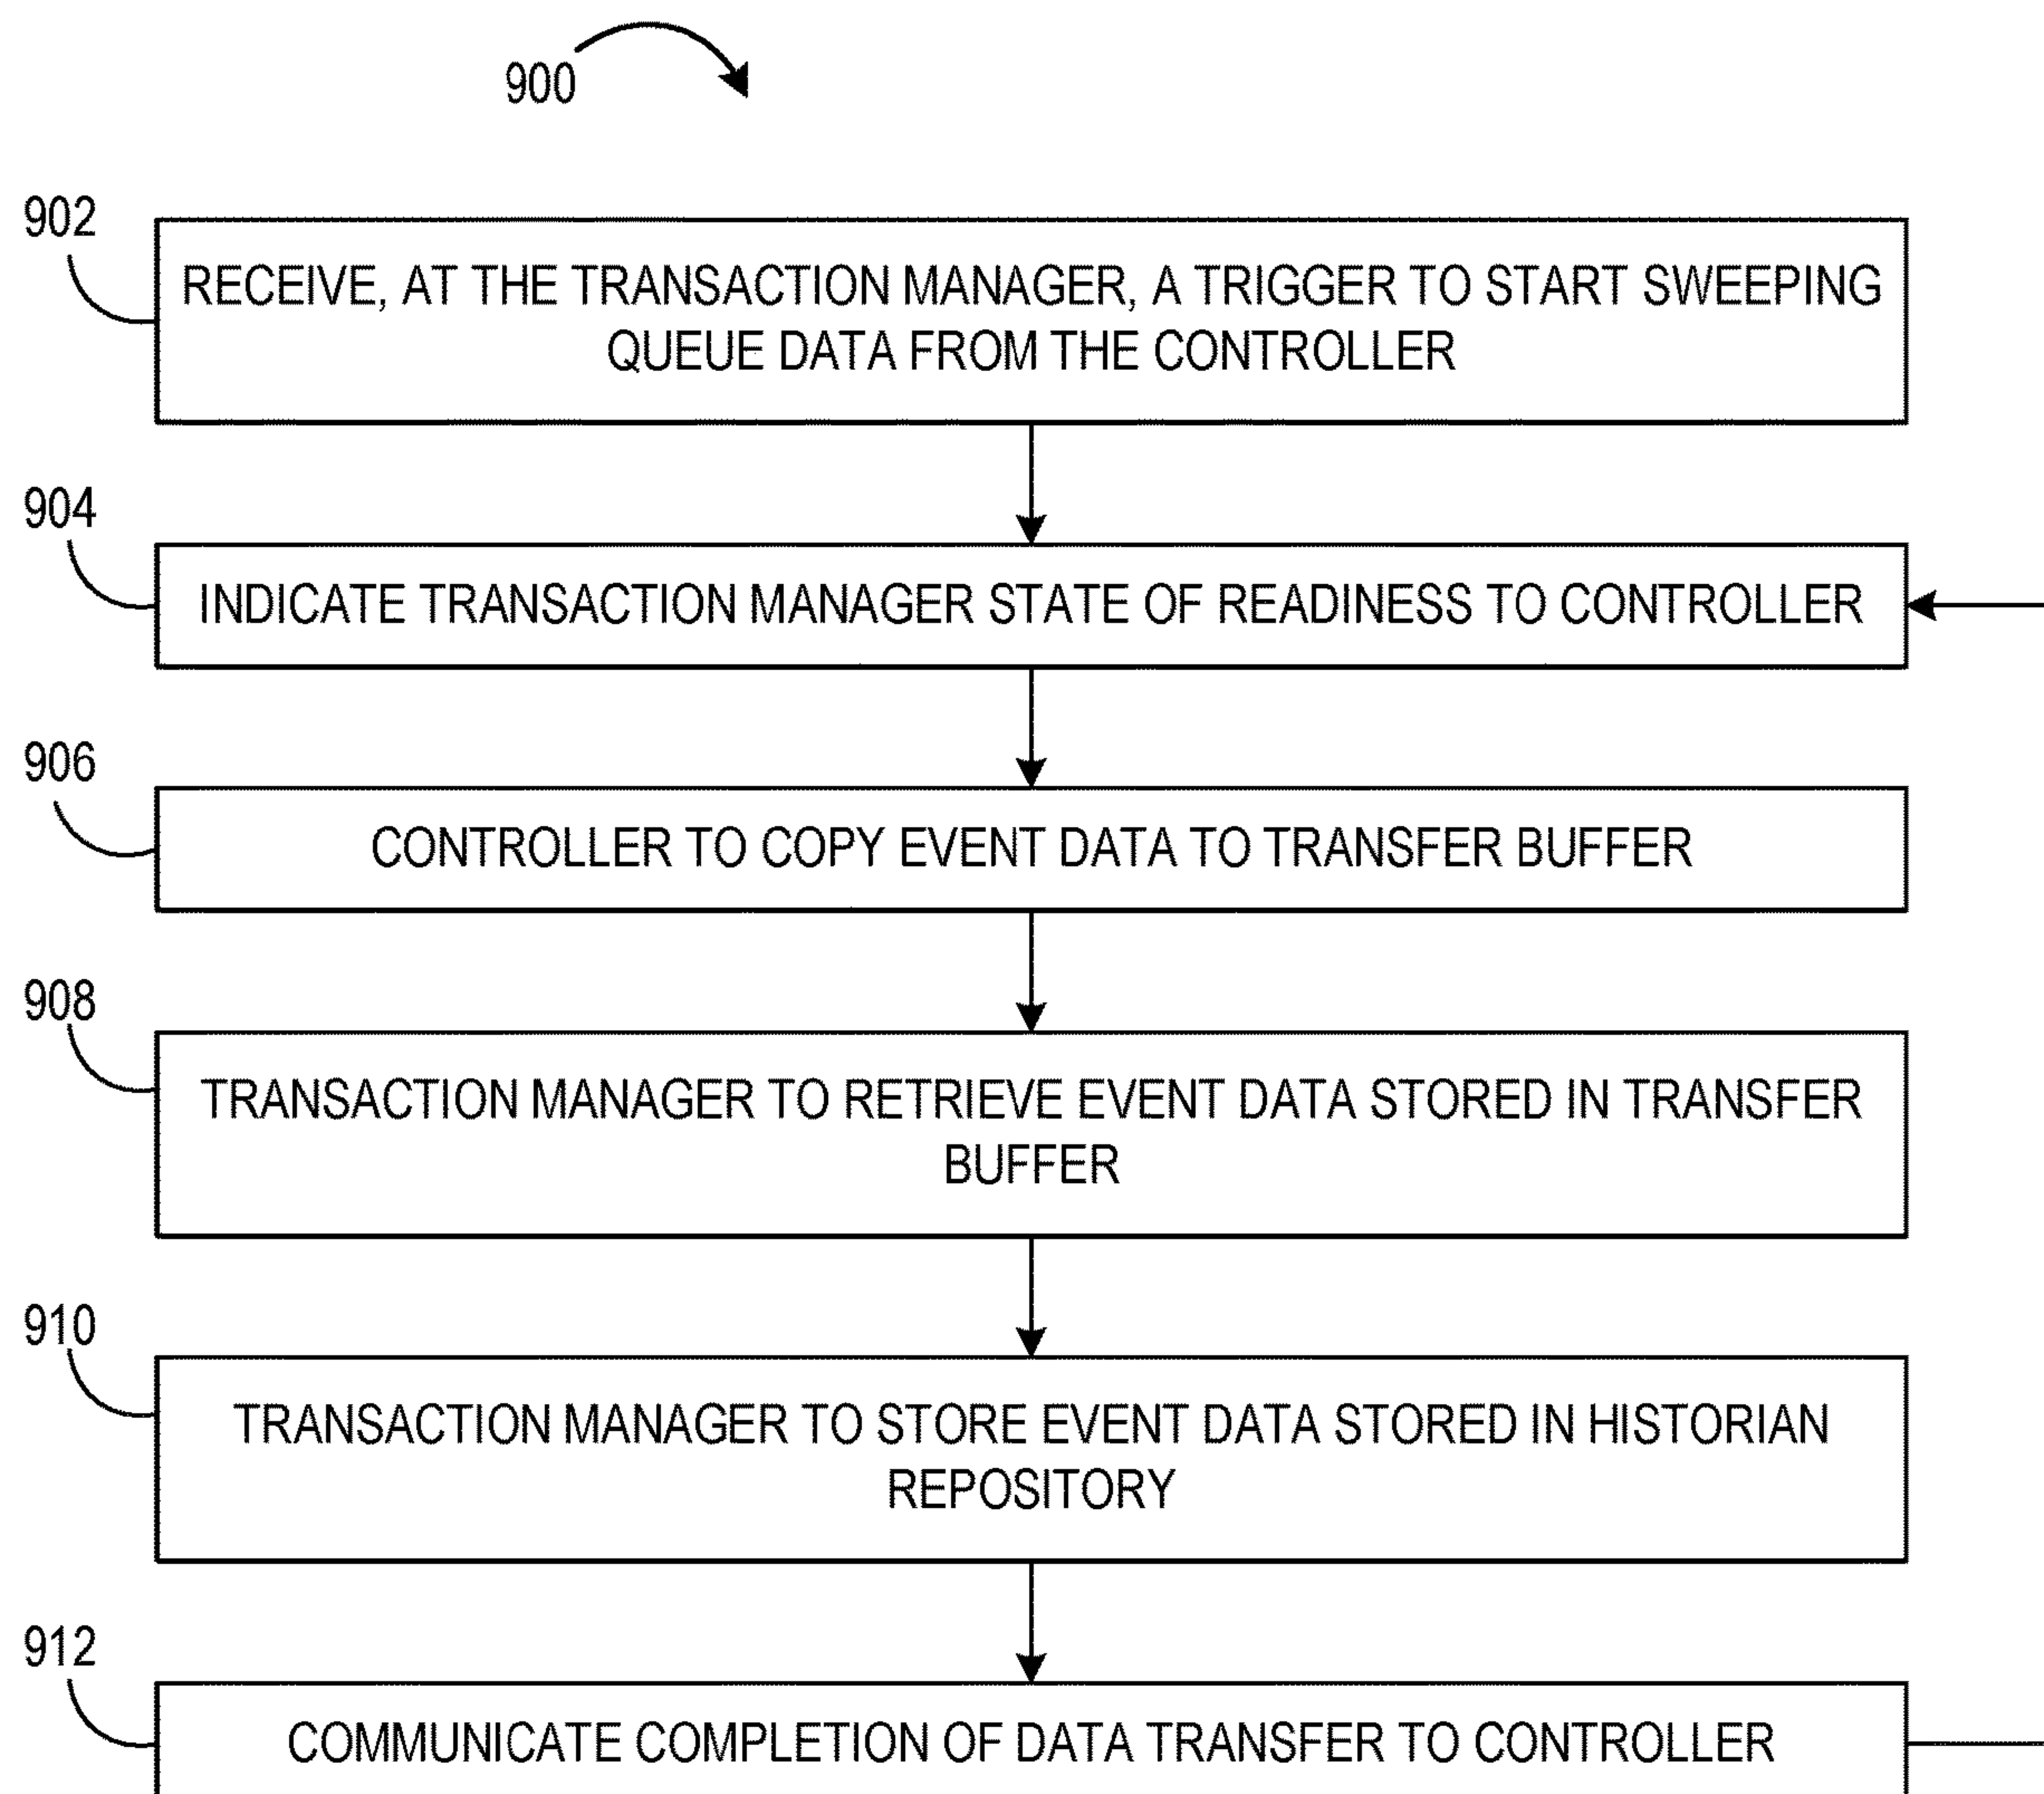 900
902
RECEIVE, AT THE TRANSACTION MANAGER, A TRIGGER TO START SWEEPING
QUEUE DATA FROM THE CONTROLLER
904
INDICATE TRANSACTION MANAGER STATE OF READINESS TO CONTROLLER
906
CONTROLLER TO COPY EVENT DATA TO TRANSFER BUFFER
908
TRANSACTION MANAGER TO RETRIEVE EVENT DATA STORED IN TRANSFER
BUFFER
910
TRANSACTION MANAGER TO STORE EVENT DATA STORED IN HISTORIAN
REPOSITORY
912
COMMUNICATE COMPLETION OF DATA TRANSFER TO CONTROLLER